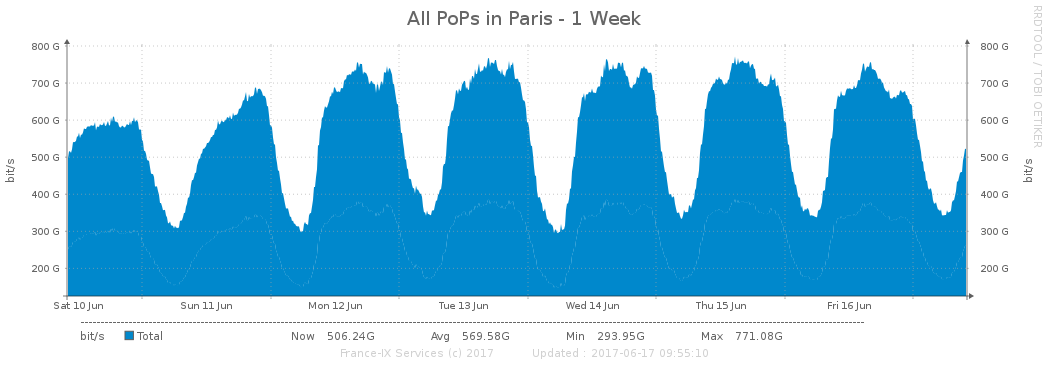 All PoPs in Paris - 1 Week
RRDTOOL / TOBI OETIKER
800 G 800 G
700 G 700 G
600 G 600 G
500 G 500 G
400 G 400 G
300 G 300 G
200 G 200 G
bit/s bit/s
Sat 10 Jun Sun 11 Jun Mon 12 Jun Tue 13 Jun Wed 14 Jun Thu 15 Jun Fri 16 Jun
bit/s Total Now 506.24G Avg 569.58G Min 293.95G Max 771.08G
France-IX Services (c) 2017 Updated : 2017-06-17 09:55:10